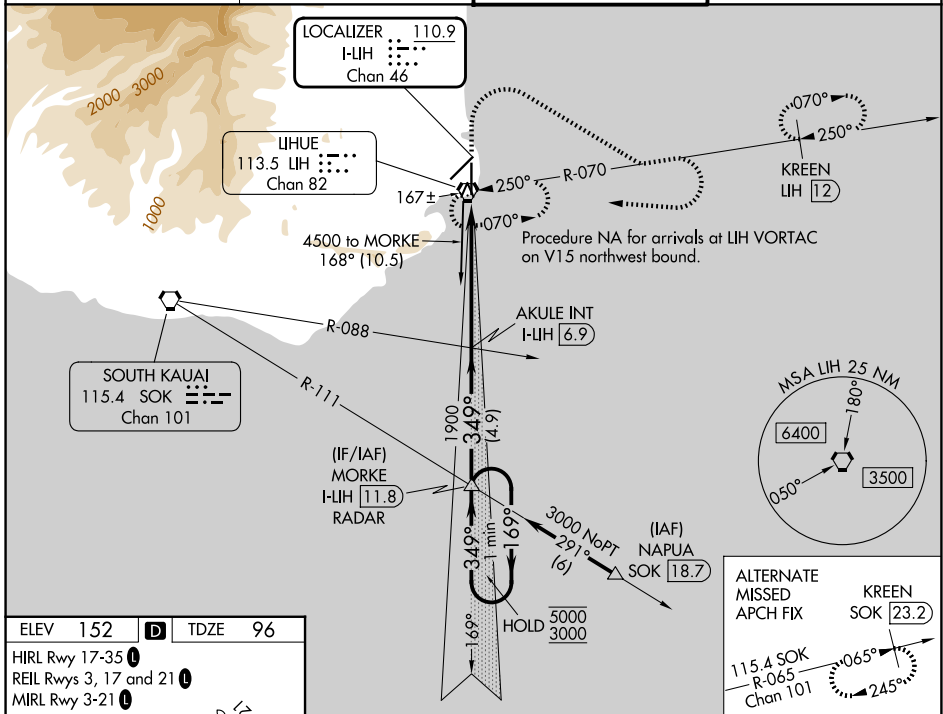 LOCALIZER 110.9
I-LIH
Chan 46
2000
3000
1000
LIHUE
113.5 LIH
Chan 82
167±
250°
070°
R-070
070°
250°
KREEN
LIH 12
4500 to MORKE
168° (10.5)
Procedure NA for arrivals at LIH VORTAC
on V15 northwest bound.
AKULE INT
I-LIH 6.9
R-088
SOUTH KAUAI
115.4 SOK
Chan 101
R-111
1900
349°
(4.9)
MSA LIH 25 NM
180°
6400
050°
3500
(IF/IAF)
MORKE
I-LIH 11.8
RADAR
349°
1 min
169°
3000 NoPT
291°
(6)
(IAF)
NAPUA
SOK 18.7
HOLD 5000
3000
169°
ALTERNATE
MISSED
APCH FIX
KREEN
SOK 23.2
115.4 SOK
R-065
Chan 101
065°
245°
ELEV 152 D TDZE 96
HIRL Rwy 17-35 L
REIL Rwys 3, 17 and 21 L
MIRL Rwy 3-21 L